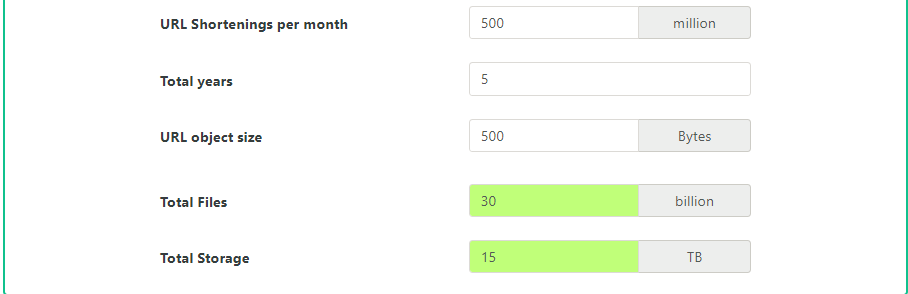 URL Shortenings per month 500 million
Total years 5
URL object size 500 Bytes
Total Files 30 billion
Total Storage 15 TB